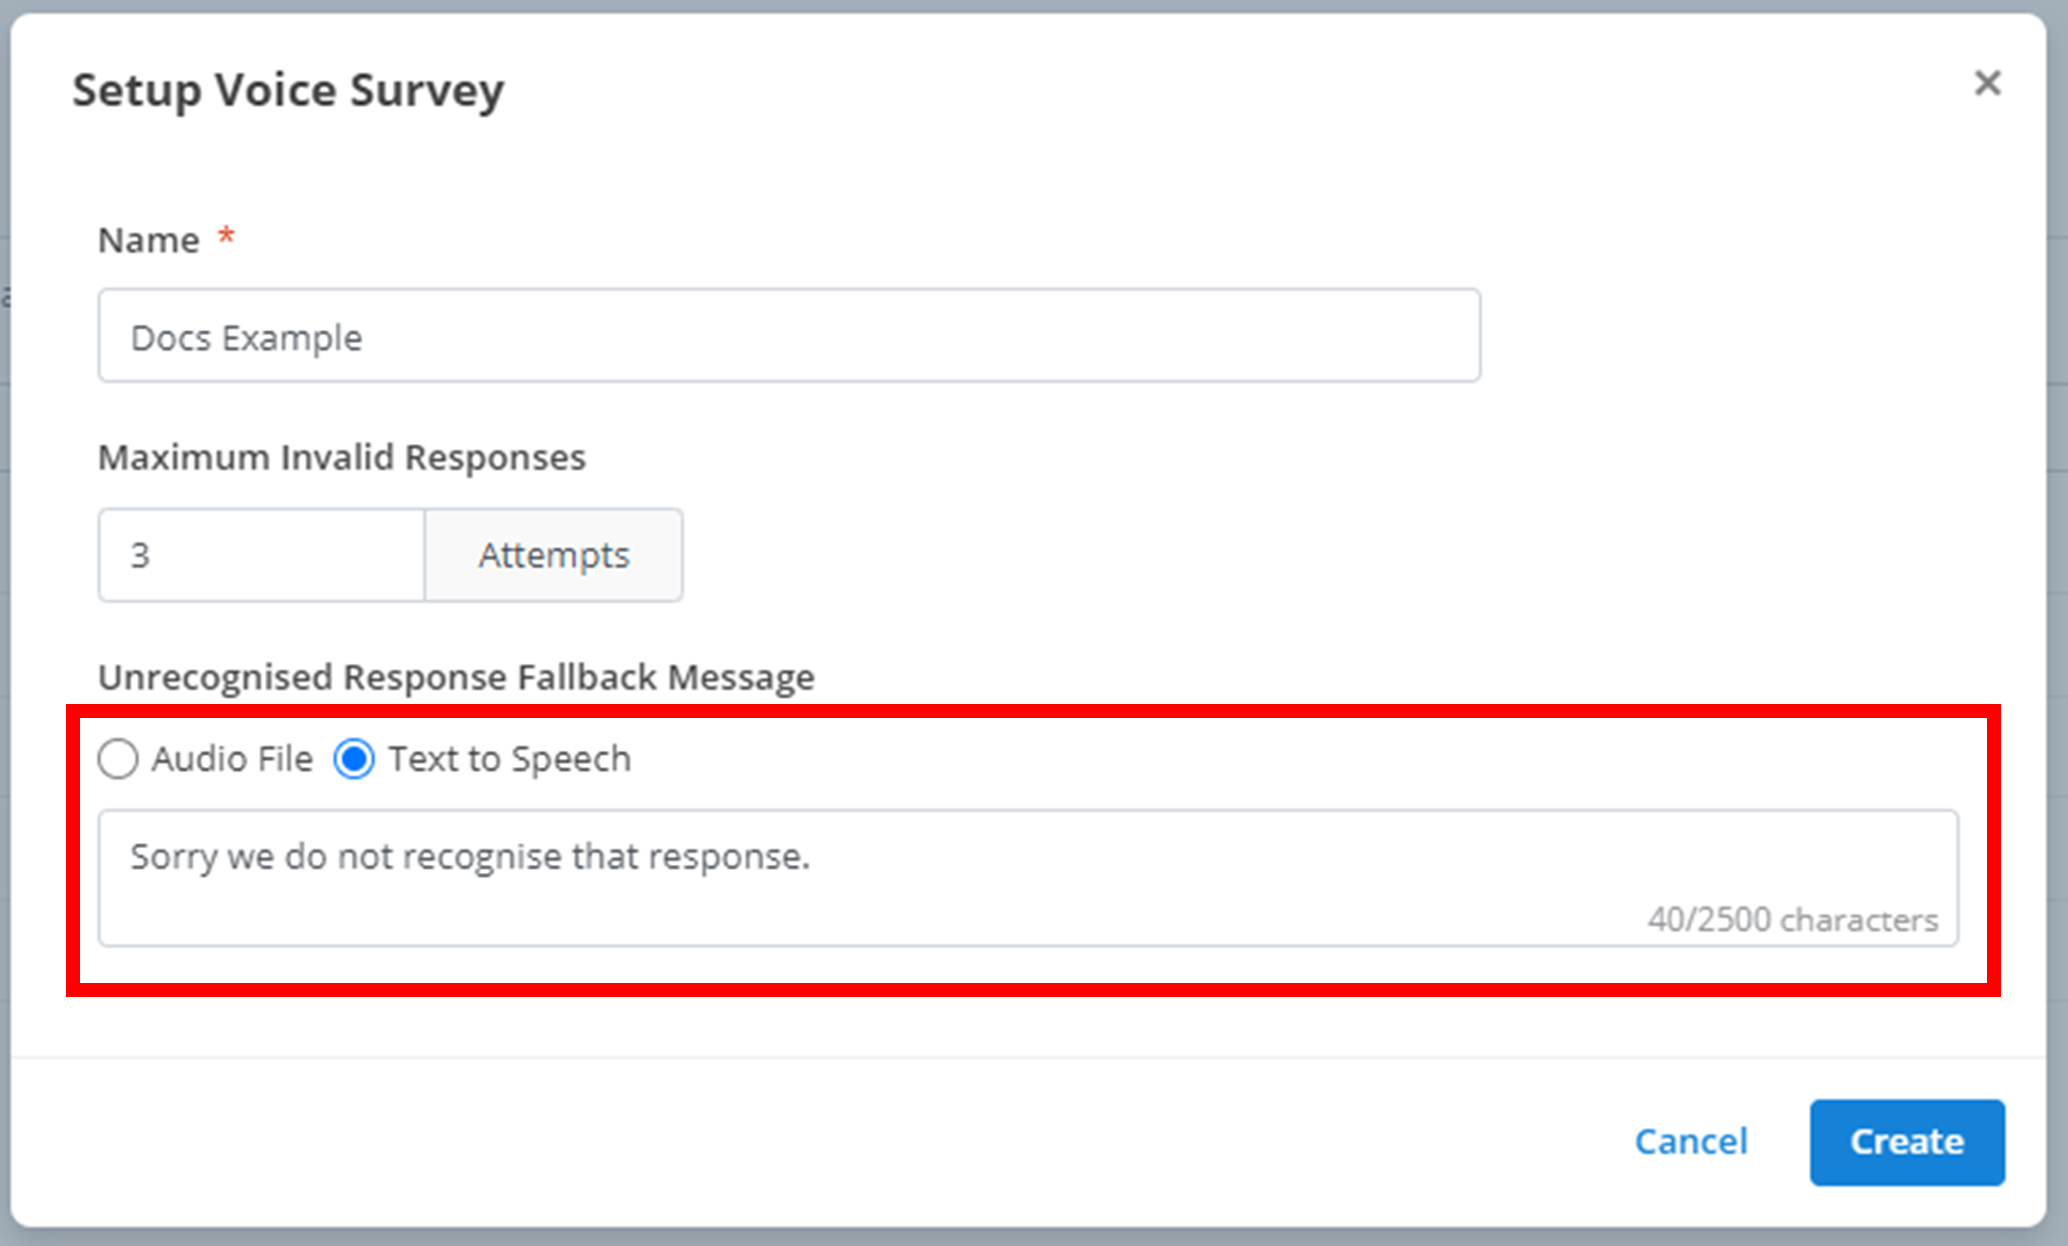 Setup Voice Survey
Name *
Docs Example
Maximum Invalid Responses
3 Attempts
Unrecognised Response Fallback Message
Audio File Text to Speech
Sorry we do not recognise that response.
40/2500 characters
Cancel Create